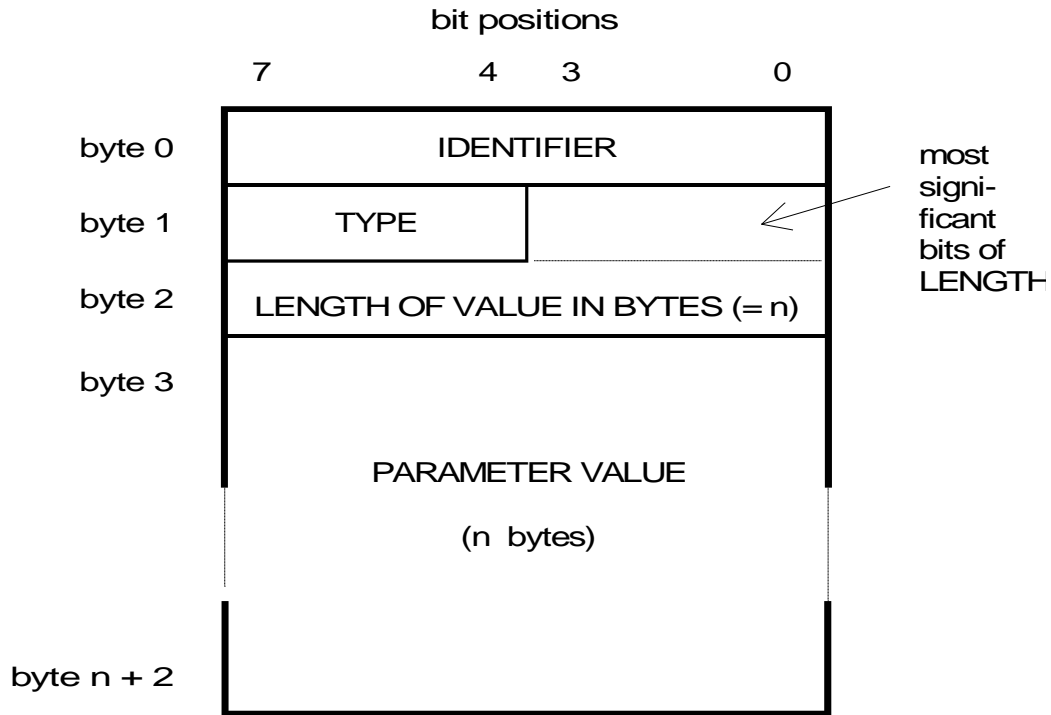 bit positions
7 4 3 0
byte 0 IDENTIFIER
most
signi-
ficant
bits of
LENGTH
byte 1 TYPE
byte 2 LENGTH OF VALUE IN BYTES (= n)
byte 3
PARAMETER VALUE
(n bytes)
byte n + 2